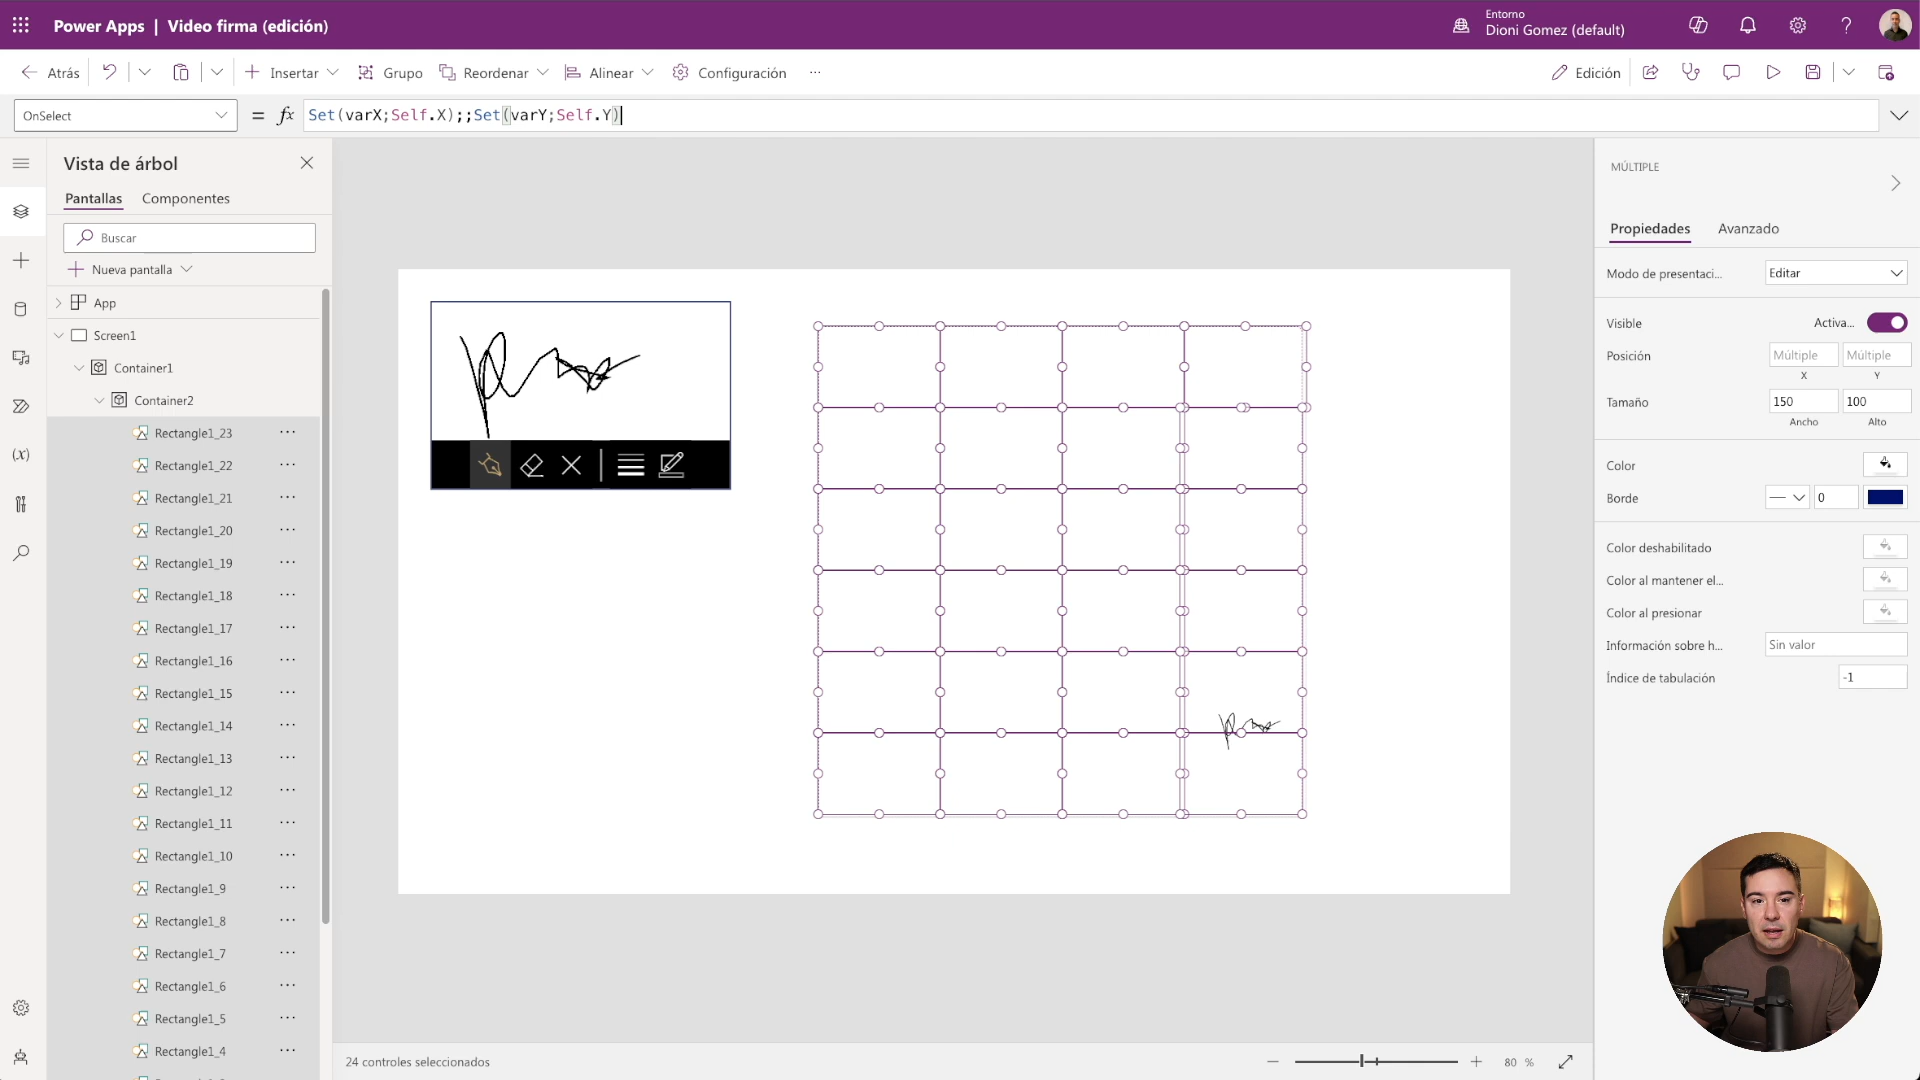 Power Apps | Video firma (edición)
Entorno
Dioni Gomez (default)
Atrás
Insertar
Grupo
Reordenar
Alinear
Configuración
...
Edición
OnSelect
= fx Set(varX;Self.X);;Set(varY;Self.Y)
Vista de árbol
Pantallas
Componentes
Buscar
Nueva pantalla
App
Screen1
Container1
Container2
Rectangle1_23
Rectangle1_22
Rectangle1_21
Rectangle1_20
Rectangle1_19
Rectangle1_18
Rectangle1_17
Rectangle1_16
Rectangle1_15
Rectangle1_14
Rectangle1_13
Rectangle1_12
Rectangle1_11
Rectangle1_10
Rectangle1_9
Rectangle1_8
Rectangle1_7
Rectangle1_6
Rectangle1_5
Rectangle1_4
24 controles seleccionados
80 %
MÚLTIPLE
Propiedades
Avanzado
Modo de presentaci...
Editar
Visible
Activa...
Posición
Múltiple
Múltiple
X
Y
Tamaño
150
100
Ancho
Alto
Color
Borde
0
Color deshabilitado
Color al mantener el...
Color al presionar
Información sobre h...
Sin valor
Índice de tabulación
-1